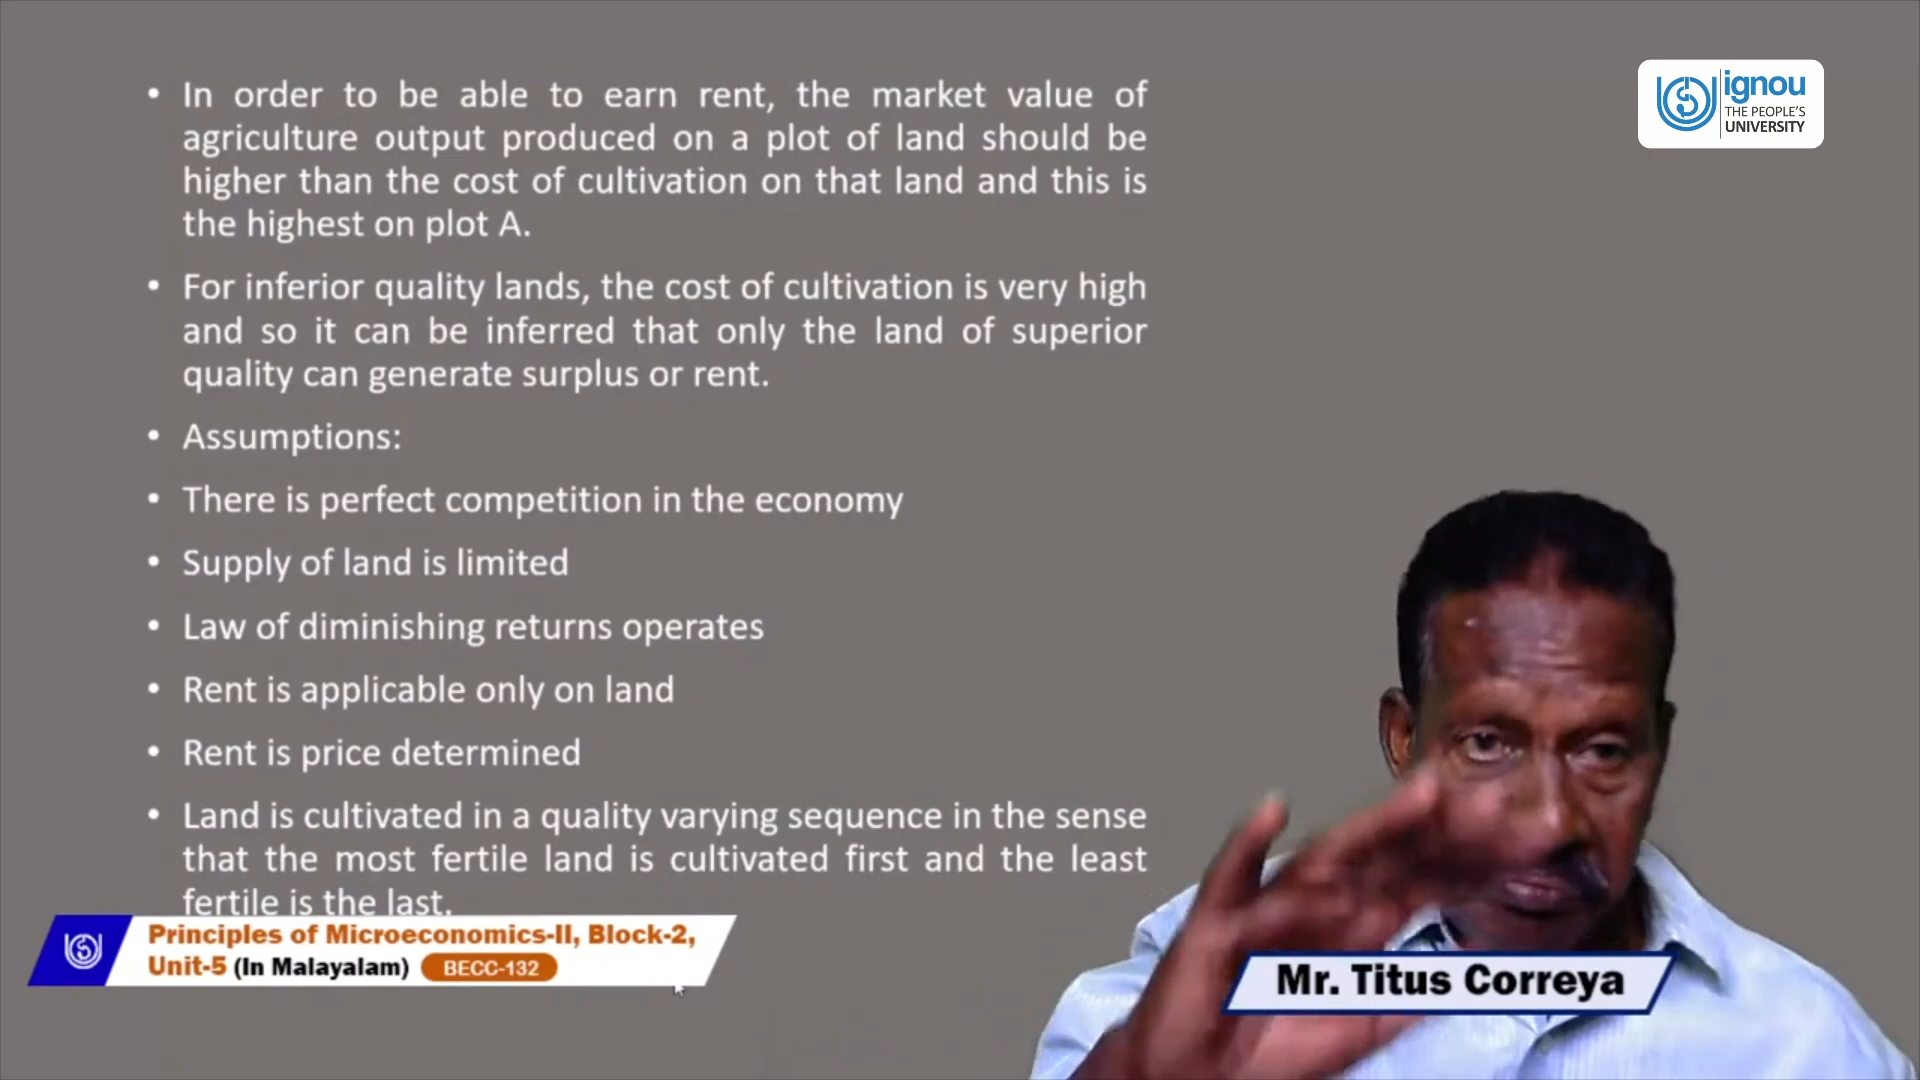 • In order to be able to earn rent, the market value of
agriculture output produced on a plot of land should be
higher than the cost of cultivation on that land and this is
the highest on plot A.
• For inferior quality lands, the cost of cultivation is very high
and so it can be inferred that only the land of superior
quality can generate surplus or rent.
• Assumptions:
• There is perfect competition in the economy
• Supply of land is limited
• Law of diminishing returns operates
• Rent is applicable only on land
• Rent is price determined
• Land is cultivated in a quality varying sequence in the sense
that the most fertile land is cultivated first and the least
fertile is the last.
ignou
THE PEOPLE'S
UNIVERSITY
Principles of Microeconomics-II, Block-2,
Unit-5 (In Malayalam) BECC-132
Mr. Titus Correya